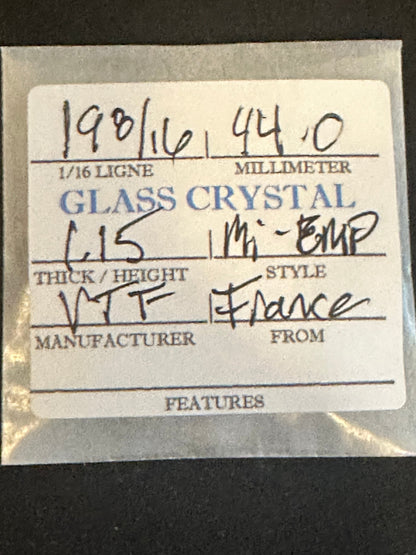 198/16 44.0
1/16 LIGNE MILLIMETER
GLASS CRYSTAL
1.15 Mi-EMP
THICK / HEIGHT STYLE
VTF France
MANUFACTURER FROM
FEATURES